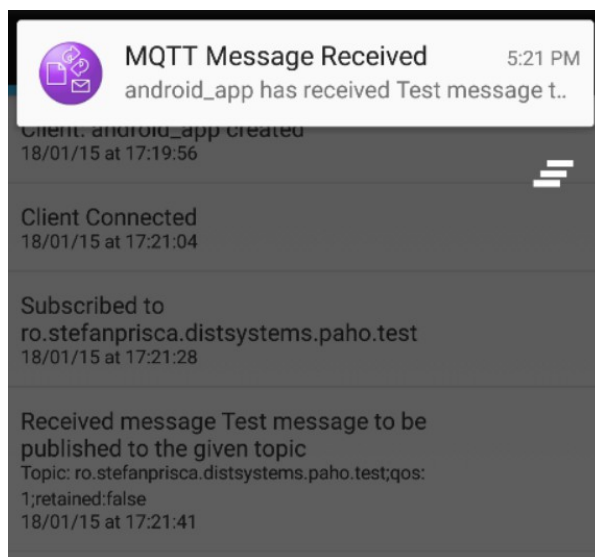 MQTT Message Received 5:21 PM
android_app has received Test message t..
Client: android_app created
18/01/15 at 17:19:56
Client Connected
18/01/15 at 17:21:04
Subscribed to
ro.stefanprisca.distsystems.paho.test
18/01/15 at 17:21:28
Received message Test message to be
published to the given topic
Topic: ro.stefanprisca.distsystems.paho.test;qos:
1;retained:false
18/01/15 at 17:21:41